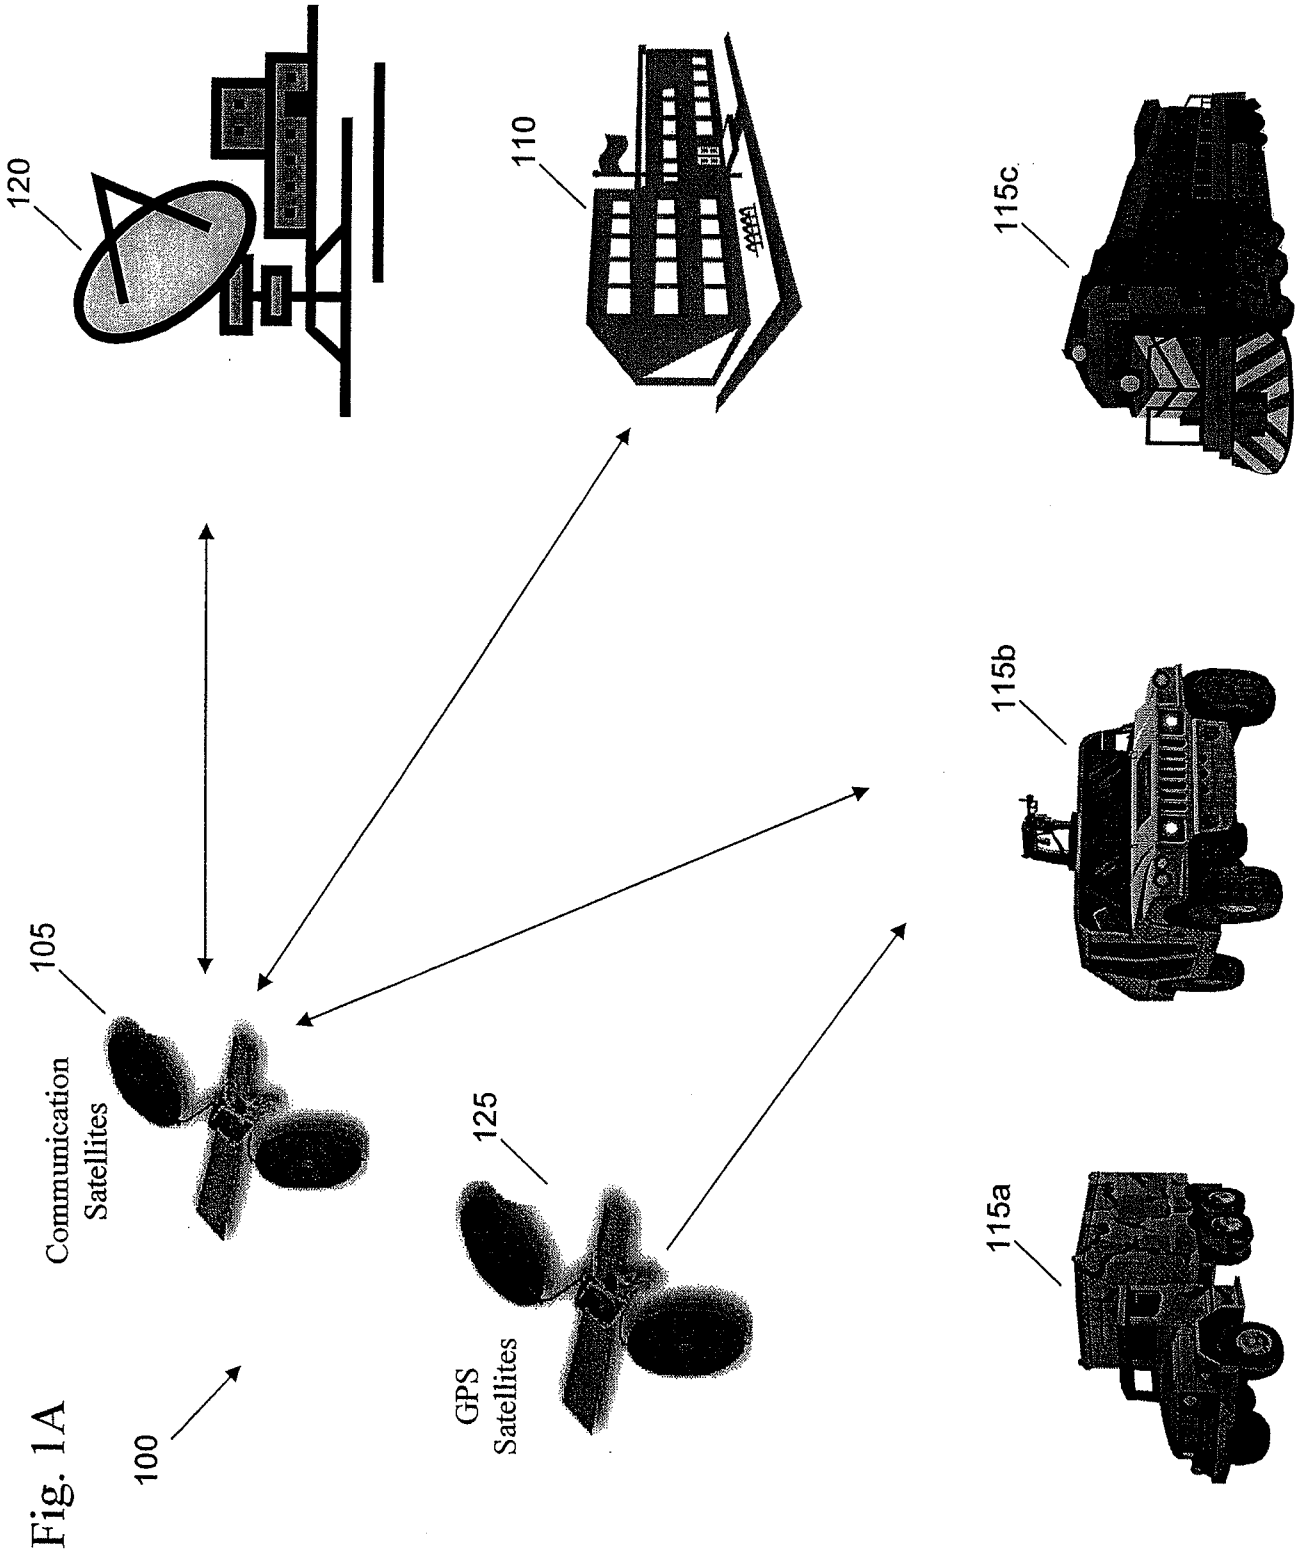 Fig. 1A
100
Communication
Satellites
105
120
GPS
Satellites
125
110
115a
115b
115c